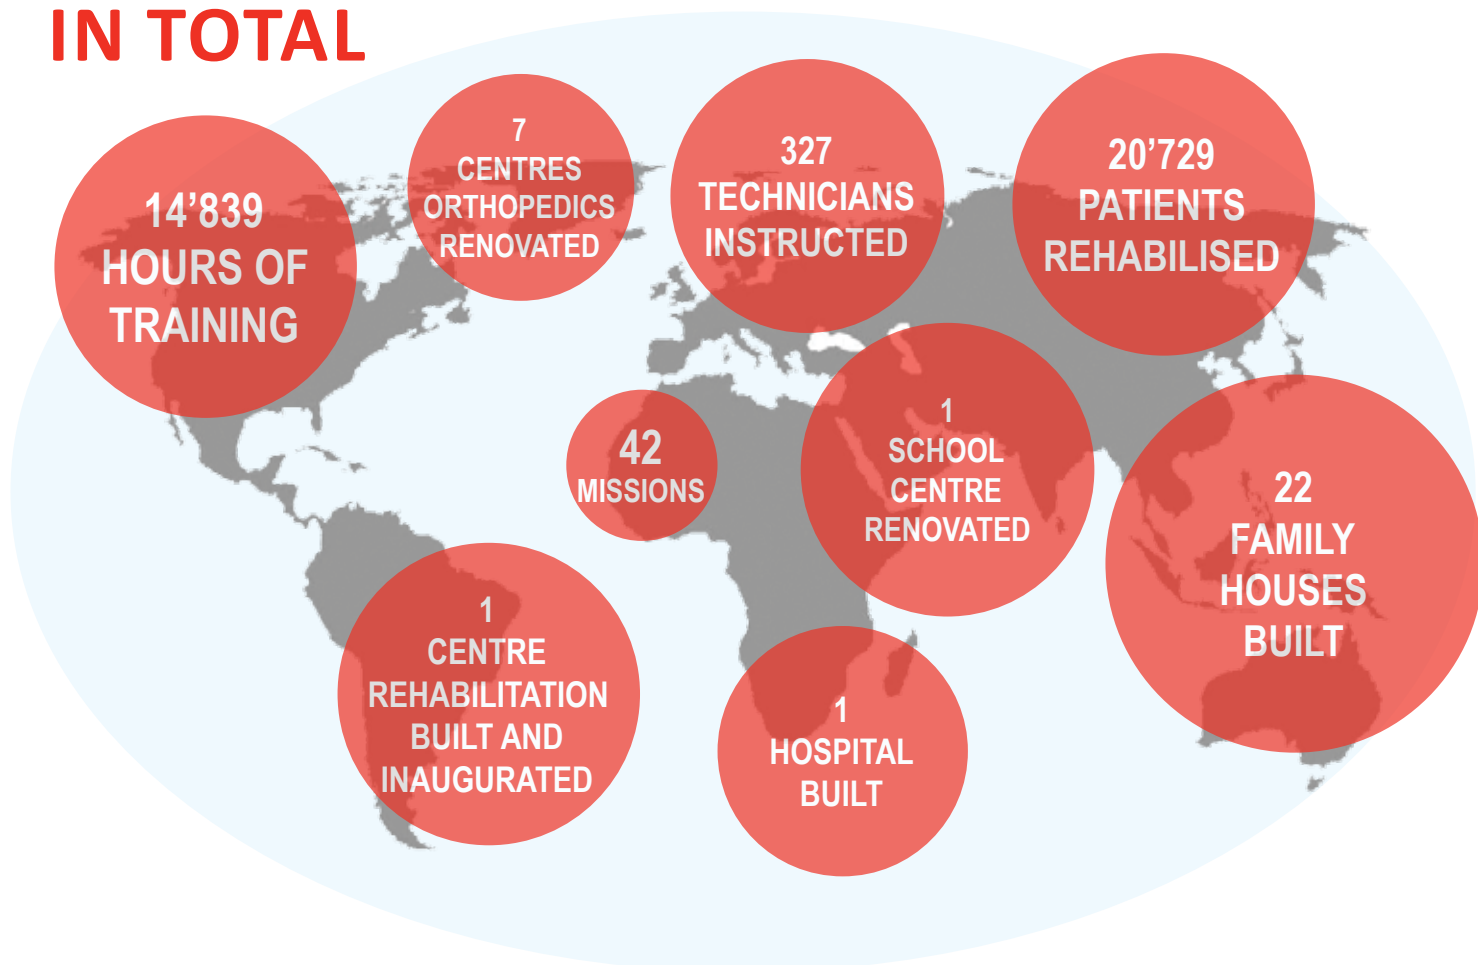 IN TOTAL
14’839
HOURS OF
TRAINING
7
CENTRES
ORTHOPEDICS
RENOVATED
327
TECHNICIANS
INSTRUCTED
20’729
PATIENTS
REHABILISED
42
MISSIONS
1
SCHOOL
CENTRE
RENOVATED
22
FAMILY
HOUSES
BUILT
1
CENTRE
REHABILITATION
BUILT AND
INAUGURATED
1
HOSPITAL
BUILT